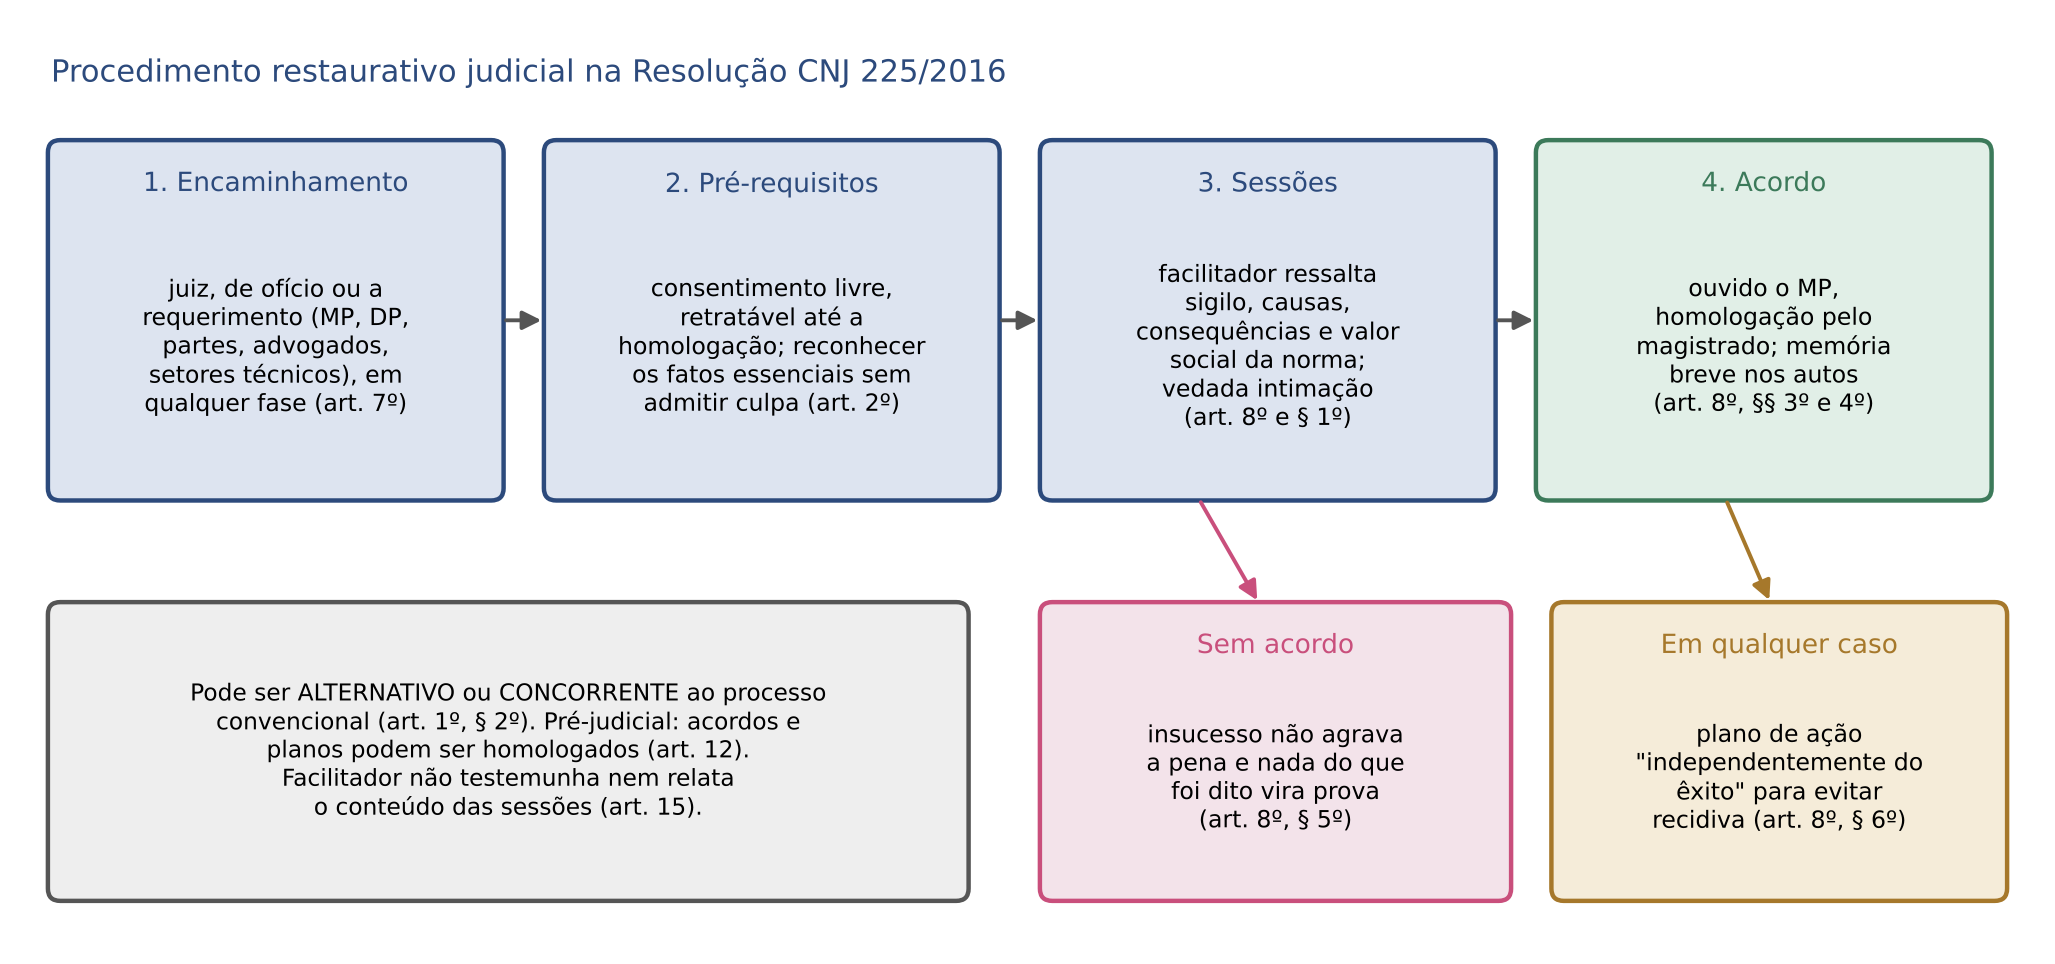 Procedimento restaurativo judicial na Resolução CNJ 225/2016
1. Encaminhamento
juiz, de ofício ou a
requerimento (MP, DP,
partes, advogados,
setores técnicos), em
qualquer fase (art. 7º)
2. Pré-requisitos
consentimento livre,
retratável até a
homologação; reconhecer
os fatos essenciais sem
admitir culpa (art. 2º)
3. Sessões
facilitador ressalta
sigilo, causas,
consequências e valor
social da norma;
vedada intimação
(art. 8º e § 1º)
4. Acordo
ouvido o MP,
homologação pelo
magistrado; memória
breve nos autos
(art. 8º, §§ 3º e 4º)
Pode ser ALTERNATIVO ou CONCORRENTE ao processo
convencional (art. 1º, § 2º). Pré-judicial: acordos e
planos podem ser homologados (art. 12).
Facilitador não testemunha nem relata
o conteúdo das sessões (art. 15).
Sem acordo
insucesso não agrava
a pena e nada do que
foi dito vira prova
(art. 8º, § 5º)
Em qualquer caso
plano de ação
"independentemente do
êxito" para evitar
recidiva (art. 8º, § 6º)